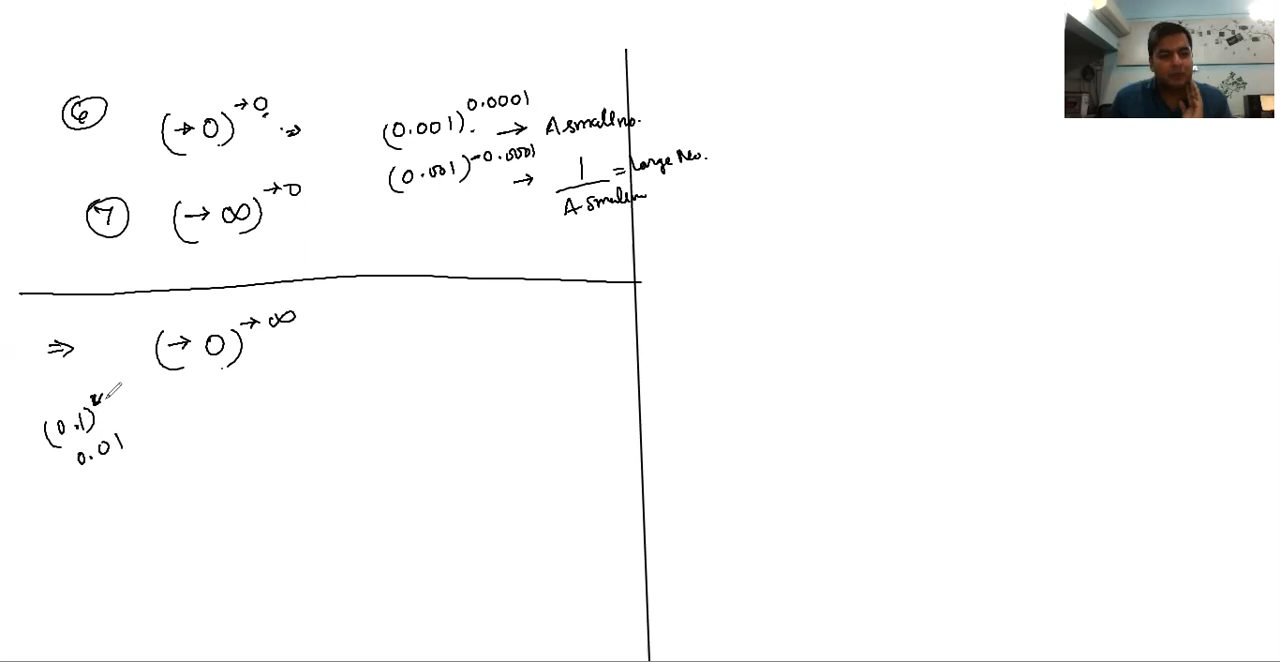 ⑥ (→0)^→0 ⇒ (0.001)^0.0001 → A small no.
(0.001)^-0.0001 → 1/A small = Large No.
⑦ (→∞)^→0
⇒ (→0)^→∞
(0.1)
0.01